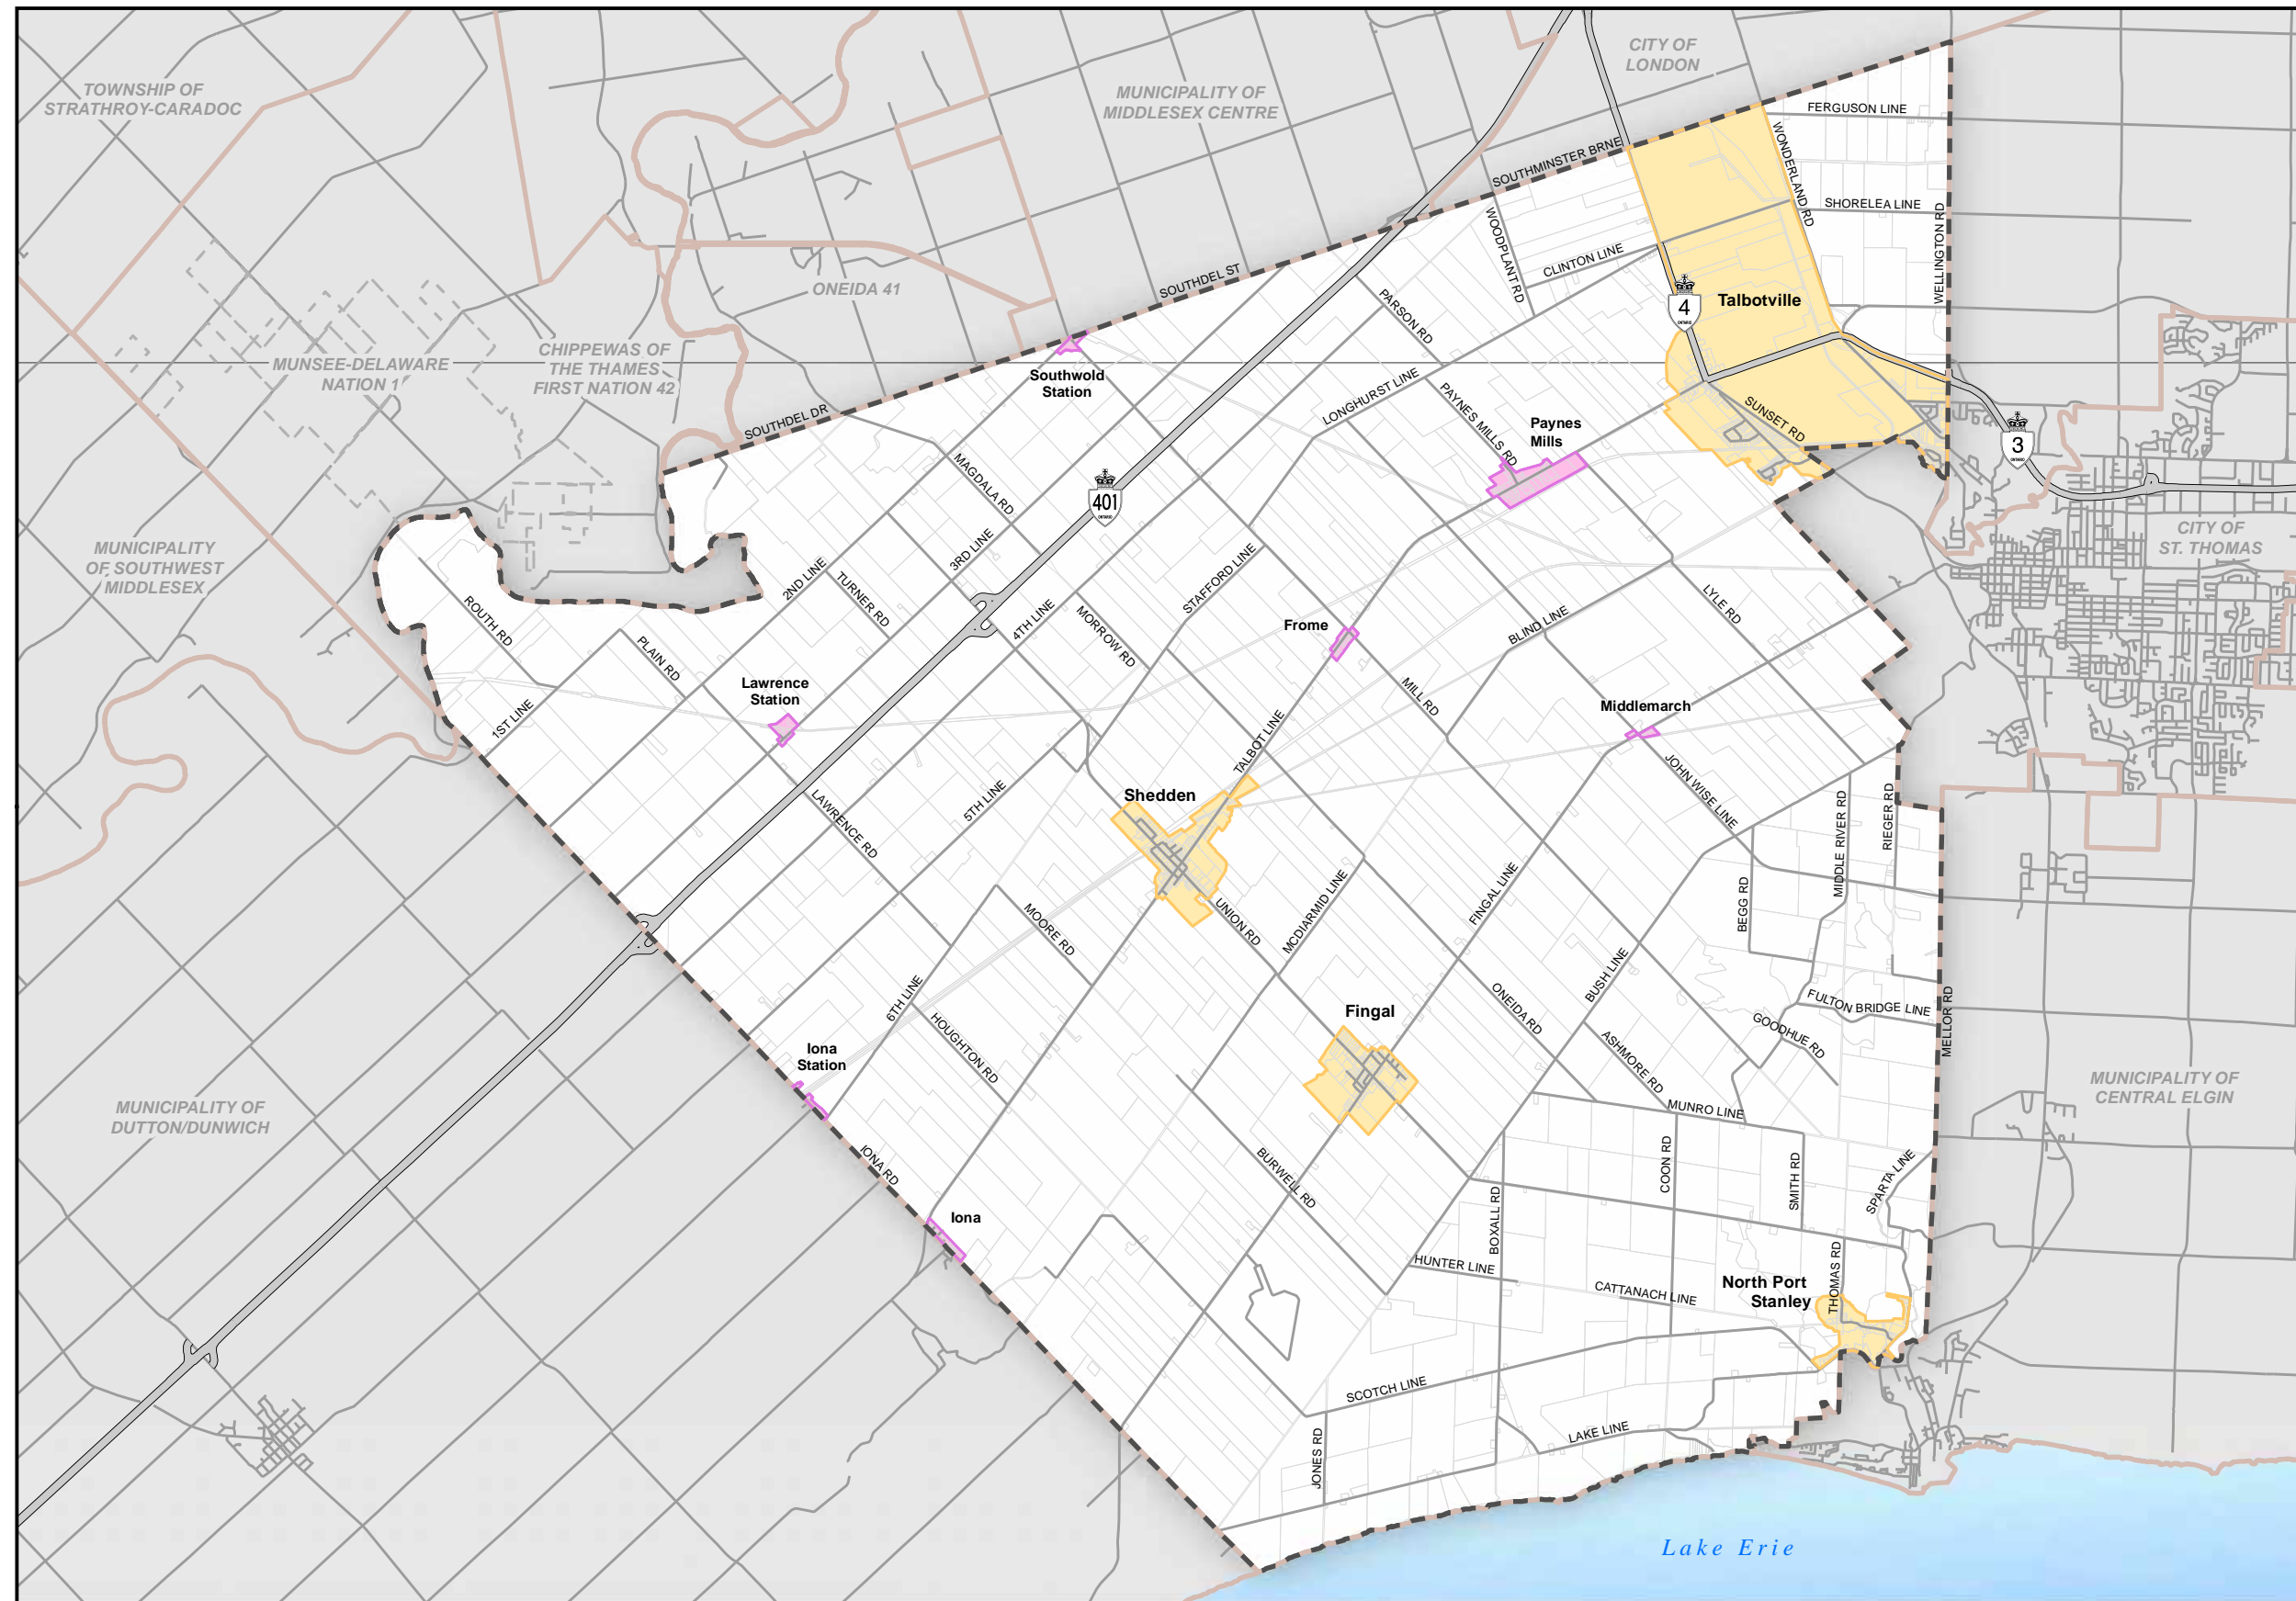 CITY OF
LONDON
TOWNSHIP OF
STRATHROY-CARADOC
MUNICIPALITY OF
MIDDLESEX CENTRE
FERGUSON LINE
WONDERLAND RD
SOUTHMINSTER BRNE
SHORELEA LINE
WELLINGTON RD
WOODPLANT RD
CLINTON LINE
SOUTHDEL ST
ONEIDA 41
PARSON RD
4
ONTARIO
Talbotville
MUNSEE-DELAWARE
NATION 1
CHIPPEWAS OF
THE THAMES
FIRST NATION 42
Southwold
Station
LONGHURST LINE
PAYNES MILLS RD
SUNSET RD
SOUTHDEL DR
Paynes
Mills
3
ONTARIO
MAGDALA RD
401
ONTARIO
CITY OF
ST. THOMAS
MUNICIPALITY
OF SOUTHWEST
MIDDLESEX
3RD LINE
2ND LINE
TURNER RD
STAFFORD LINE
4TH LINE
MORROW RD
LYLE RD
BLIND LINE
Frome
ROUTH RD
PLAIN RD
Lawrence
Station
MILL RD
Middlemarch
1ST LINE
TALBOT LINE
JOHN WISE LINE
Shedden
5TH LINE
LAWRENCE RD
MIDDLE RIVER RD
RIEGER RD
BEGG RD
FINGAL LINE
MCDIARMID LINE
UNION RD
MOORE RD
BUSH LINE
6TH LINE
ONEIDA RD
FULTON BRIDGE LINE
MELLOR RD
Fingal
GOODHUE RD
HOUGHTON RD
ASHMORE RD
Iona
Station
MUNICIPALITY OF
CENTRAL ELGIN
MUNICIPALITY OF
DUTTON/DUNWICH
MUNRO LINE
IONA RD
BURWELL RD
COON RD
SMITH RD
SPARTA LINE
BOXALL RD
Iona
HUNTER LINE
CATTANACH LINE
THOMAS RD
North Port
Stanley
SCOTCH LINE
LAKE LINE
JONES RD
Lake Erie